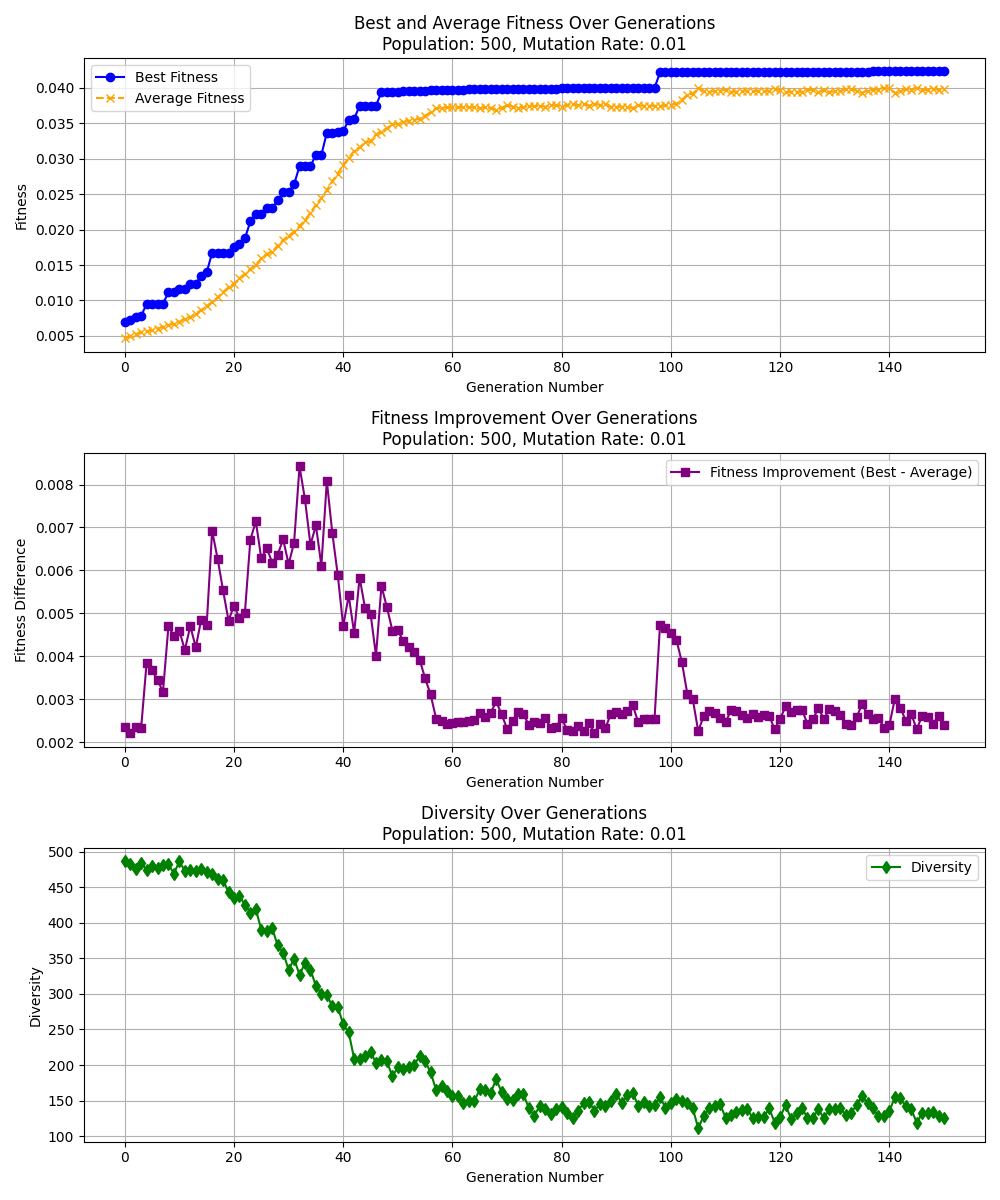 Best and Average Fitness Over Generations
Population: 500, Mutation Rate: 0.01
Best Fitness
Average Fitness
Fitness
0.040
0.035
0.030
0.025
0.020
0.015
0.010
0.005
0 20 40 60 80 100 120 140
Generation Number
Fitness Improvement Over Generations
Population: 500, Mutation Rate: 0.01
Fitness Improvement (Best - Average)
Fitness Difference
0.008
0.007
0.006
0.005
0.004
0.003
0.002
0 20 40 60 80 100 120 140
Generation Number
Diversity Over Generations
Population: 500, Mutation Rate: 0.01
Diversity
Diversity
500
450
400
350
300
250
200
150
100
0 20 40 60 80 100 120 140
Generation Number